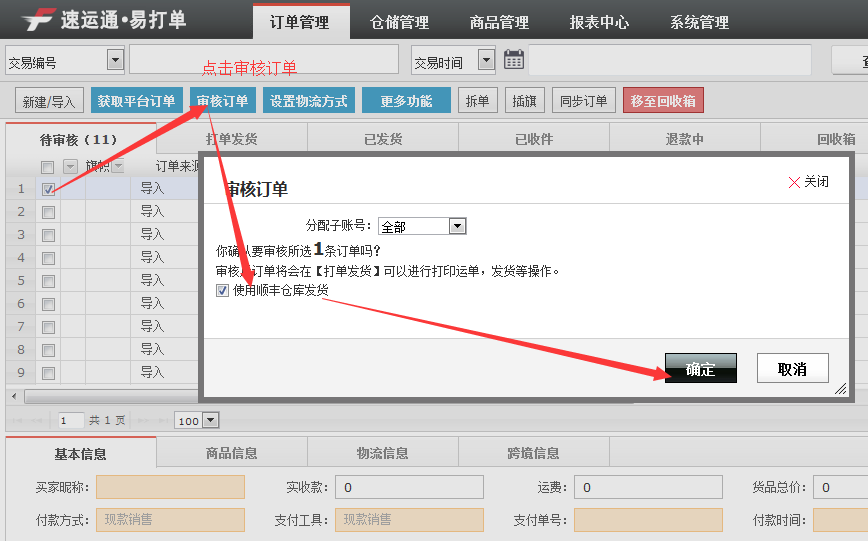 速运通·易打单 订单管理 仓储管理 商品管理 报表中心 系统管理
交易编号 交易时间
点击审核订单
新建/导入 获取平台订单 审核订单 设置物流方式 更多功能 拆单 插旗 同步订单 移至回收箱
待审核（11） 打单发货 已发货 已收件 退款中 回收箱
旗帜 订单来源
1 导入
2 导入
3 导入
4 导入
5 导入
6 导入
7 导入
8 导入
9 导入
审核订单 关闭
分配子账号： 全部
你确认要审核所选1条订单吗?
审核后订单将会在【打单发货】可以进行打印运单，发货等操作。
使用顺丰仓库发货
确定 取消
1 共 1 页 100
基本信息 商品信息 物流信息 跨境信息
买家昵称： 实收款： 0 运费： 0 货品总价： 0
付款方式： 现款销售 支付工具： 现款销售 支付单号： 付款时间：